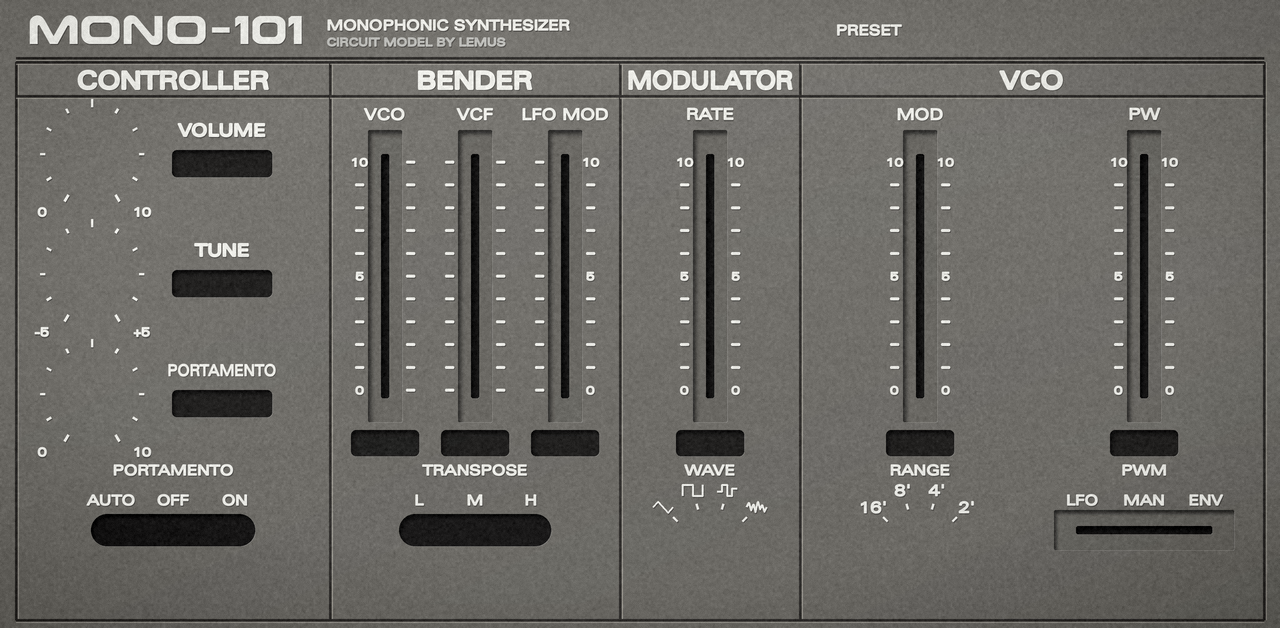 MONO-101
MONOPHONIC SYNTHESIZER
CIRCUIT MODEL BY LEMUS
PRESET
CONTROLLER
BENDER
MODULATOR
VCO
VOLUME
0 10
TUNE
-5 +5
PORTAMENTO
0 10
PORTAMENTO
AUTO OFF ON
VCO VCF LFO MOD
10 10
5 5
0 0
TRANSPOSE
L M H
RATE
10 10
5 5
0 0
WAVE
MOD
10 10
5 5
0 0
RANGE
16' 8' 4' 2'
PW
10 10
5 5
0 0
PWM
LFO MAN ENV